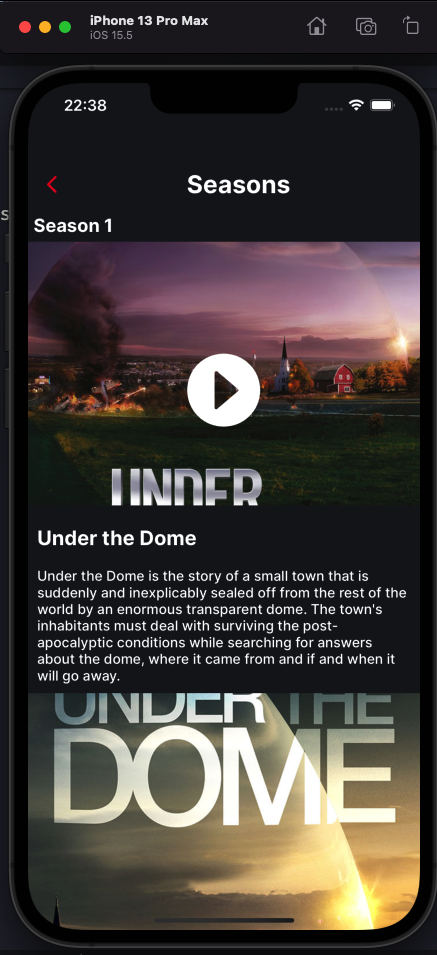 iPhone 13 Pro Max
iOS 15.5
S
22:38
Seasons
Season 1
UNDER
Under the Dome
Under the Dome is the story of a small town that is
suddenly and inexplicably sealed off from the rest of the
world by an enormous transparent dome. The town's
inhabitants must deal with surviving the post-
apocalyptic conditions while searching for answers
about the dome, where it came from and if and when it
will go away.
UNDER THE
DOME